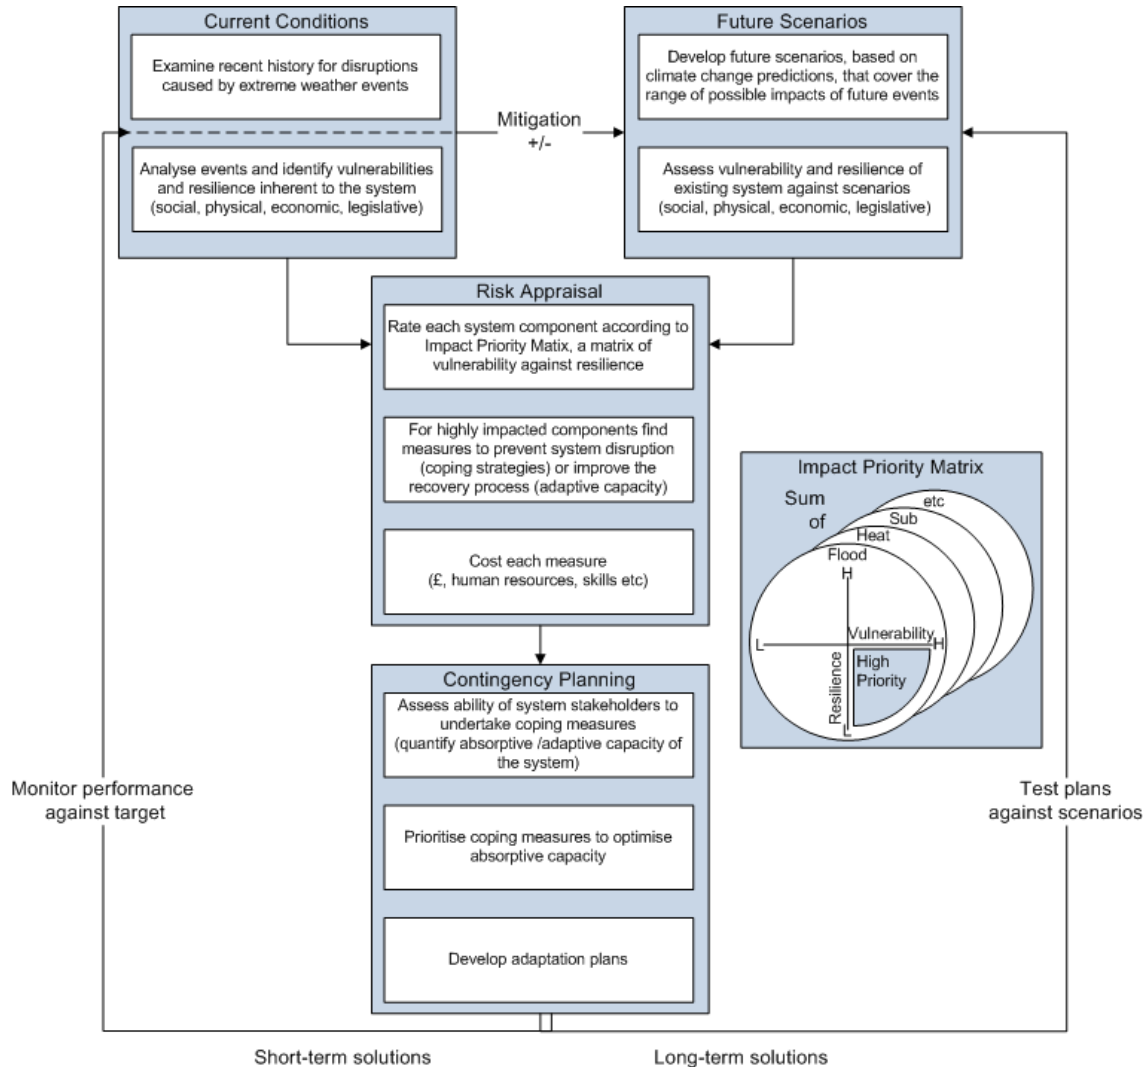 Current Conditions
Examine recent history for disruptions
caused by extreme weather events
Analyse events and identify vulnerabilities
and resilience inherent to the system
(social, physical, economic, legislative)
Mitigation
+/-
Future Scenarios
Develop future scenarios, based on
climate change predictions, that cover the
range of possible impacts of future events
Assess vulnerability and resilience of
existing system against scenarios
(social, physical, economic, legislative)
Risk Appraisal
Rate each system component according to
Impact Priority Matix, a matrix of
vulnerability against resilience
For highly impacted components find
measures to prevent system disruption
(coping strategies) or improve the
recovery process (adaptive capacity)
Cost each measure
(£, human resources, skills etc)
Impact Priority Matrix
Sum
of
etc
Sub
Heat
Flood
H
Vulnerability
L
H
Resilience
High
Priority
L
Contingency Planning
Assess ability of system stakeholders to
undertake coping measures
(quantify absorptive /adaptive capacity of
the system)
Prioritise coping measures to optimise
absorptive capacity
Develop adaptation plans
Monitor performance
against target
Test plans
against scenarios
Short-term solutions
Long-term solutions